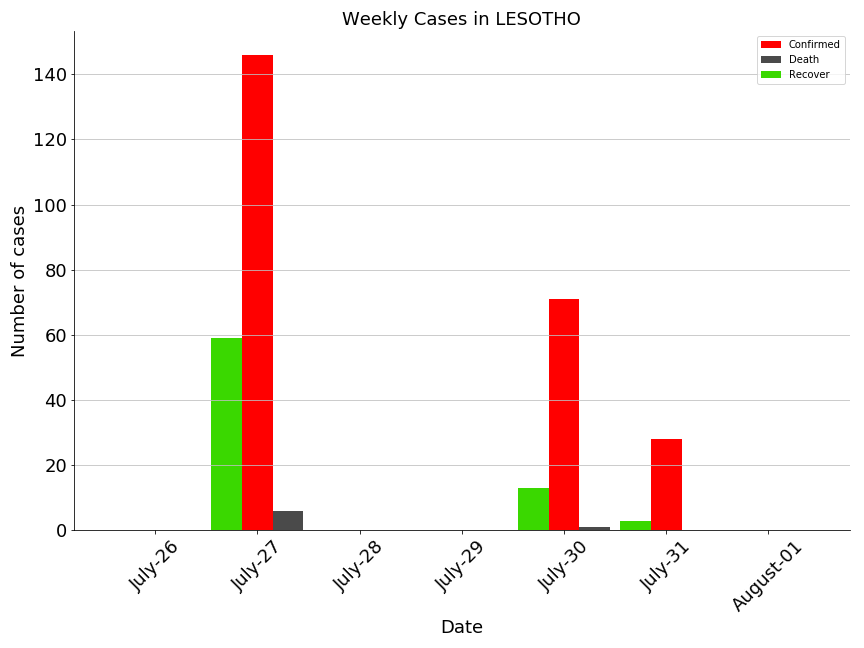 Weekly Cases in LESOTHO
Confirmed
Death
Recover
Number of cases
140
120
100
80
60
40
20
0
July-26
July-27
July-28
July-29
July-30
July-31
August-01
Date